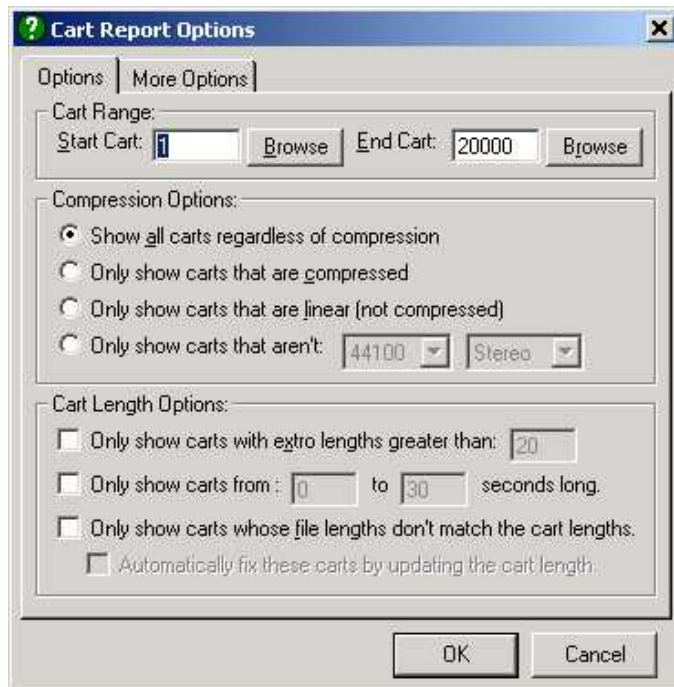 Cart Report Options
Options More Options
Cart Range:
Start Cart: 1 Browse End Cart: 20000 Browse
Compression Options:
Show all carts regardless of compression
Only show carts that are compressed
Only show carts that are linear (not compressed)
Only show carts that aren't: 44100 Stereo
Cart Length Options:
Only show carts with extro lengths greater than: 20
Only show carts from : 0 to 30 seconds long.
Only show carts whose file lengths don't match the cart lengths.
Automatically fix these carts by updating the cart length.
OK Cancel